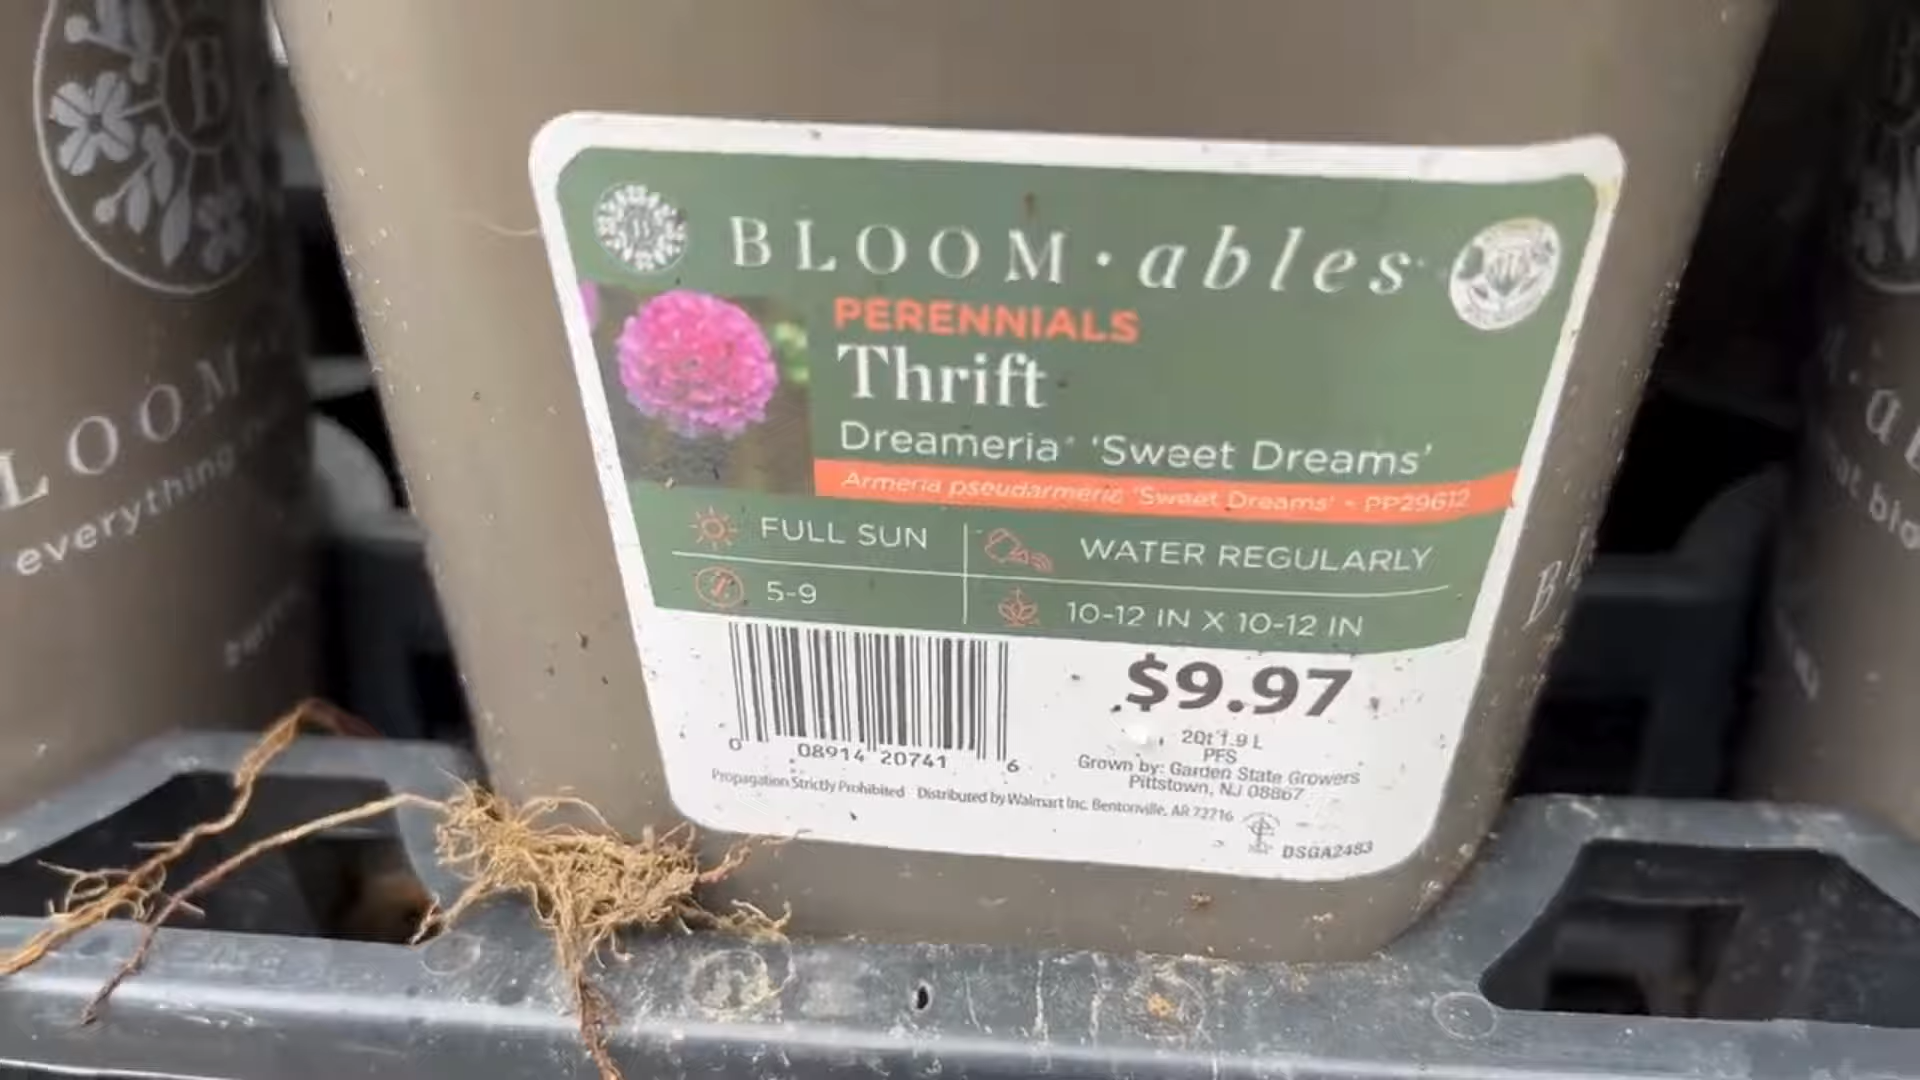 BLOOM•ables
PERENNIALS
Thrift
Dreameria® 'Sweet Dreams'
Armeria pseudarmeria 'Sweet Dreams' - PP29612
FULL SUN
WATER REGULARLY
5-9
10-12 IN X 10-12 IN
$9.97
0 08914 20741 6
2Qt 1.9 L
PFS
Grown by: Garden State Growers
Pittstown, NJ 08867
Propagation Strictly Prohibited Distributed by Walmart Inc. Bentonville, AR 72716
DSGA2483
B
LOOM
everything